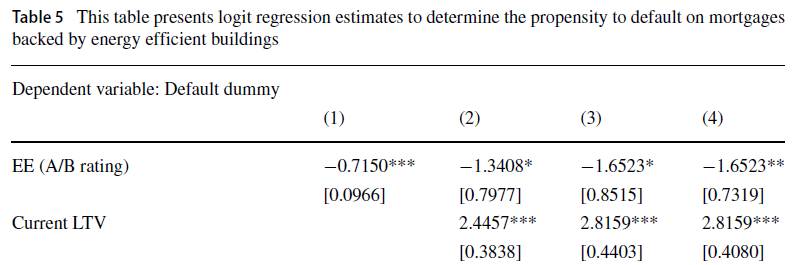 Table 5 This table presents logit regression estimates to determine the propensity to default on mortgages
backed by energy efficient buildings
Dependent variable: Default dummy
(1) (2) (3) (4)
EE (A/B rating) −0.7150*** −1.3408* −1.6523* −1.6523**
[0.0966] [0.7977] [0.8515] [0.7319]
Current LTV 2.4457*** 2.8159*** 2.8159***
[0.3838] [0.4403] [0.4080]